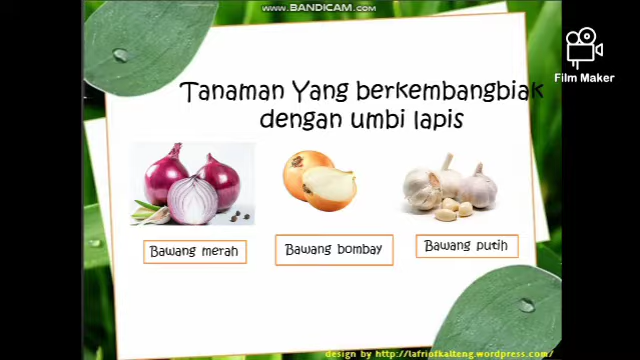 www.BANDICAM.com
Film Maker
Tanaman Yang berkembangbiak
dengan umbi lapis
Bawang merah
Bawang bombay
Bawang putih
design by http://lafriofkalteng.wordpress.com/